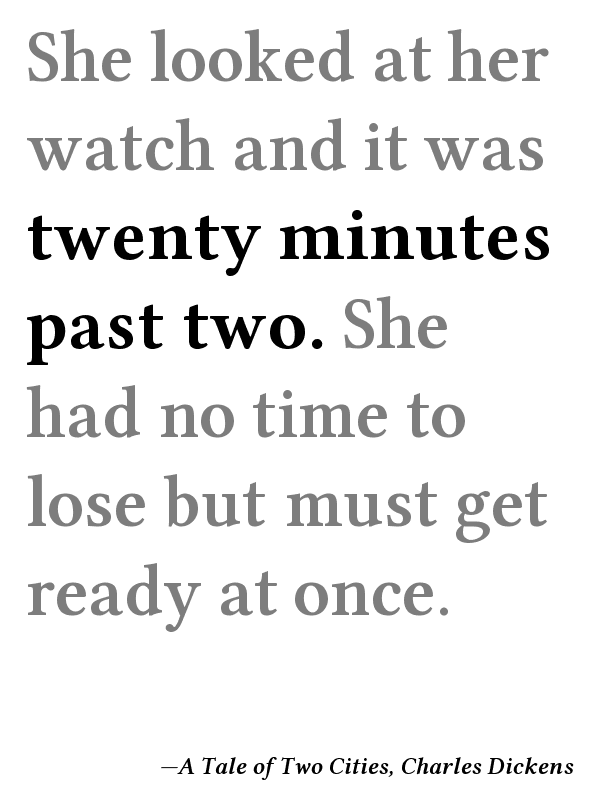 She looked at her
watch and it was
twenty minutes
past two. She
had no time to
lose but must get
ready at once.
—A Tale of Two Cities, Charles Dickens